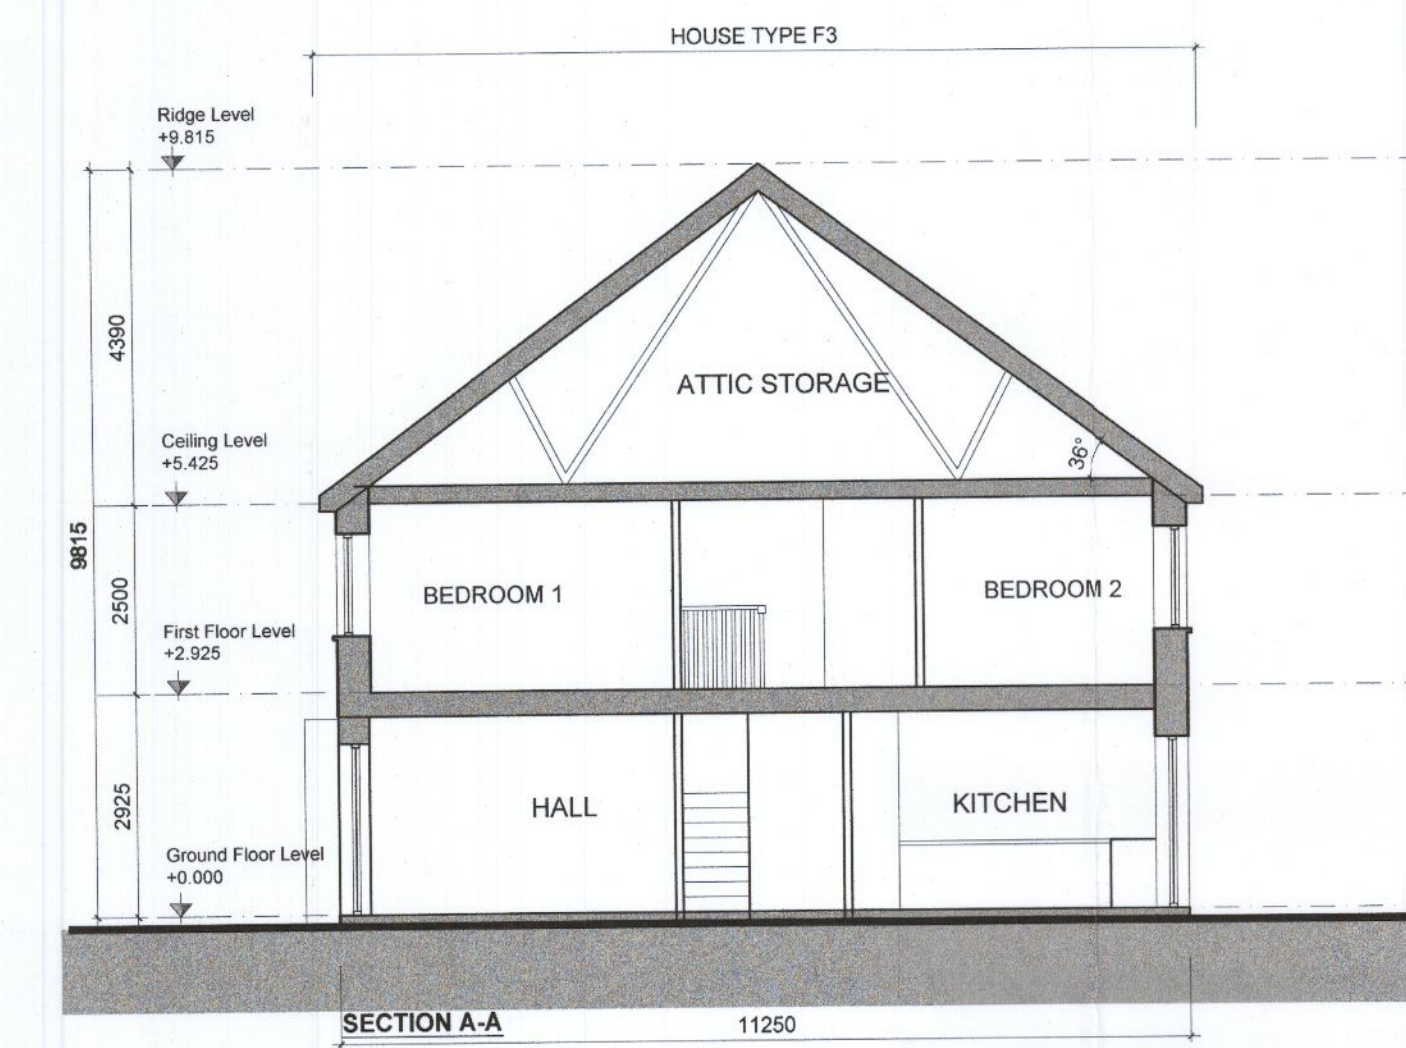 HOUSE TYPE F3
Ridge Level
+9.815
4390
ATTIC STORAGE
36°
Ceiling Level
+5.425
9815
2500
BEDROOM 1
BEDROOM 2
First Floor Level
+2.925
2925
HALL
KITCHEN
Ground Floor Level
+0.000
SECTION A-A
11250